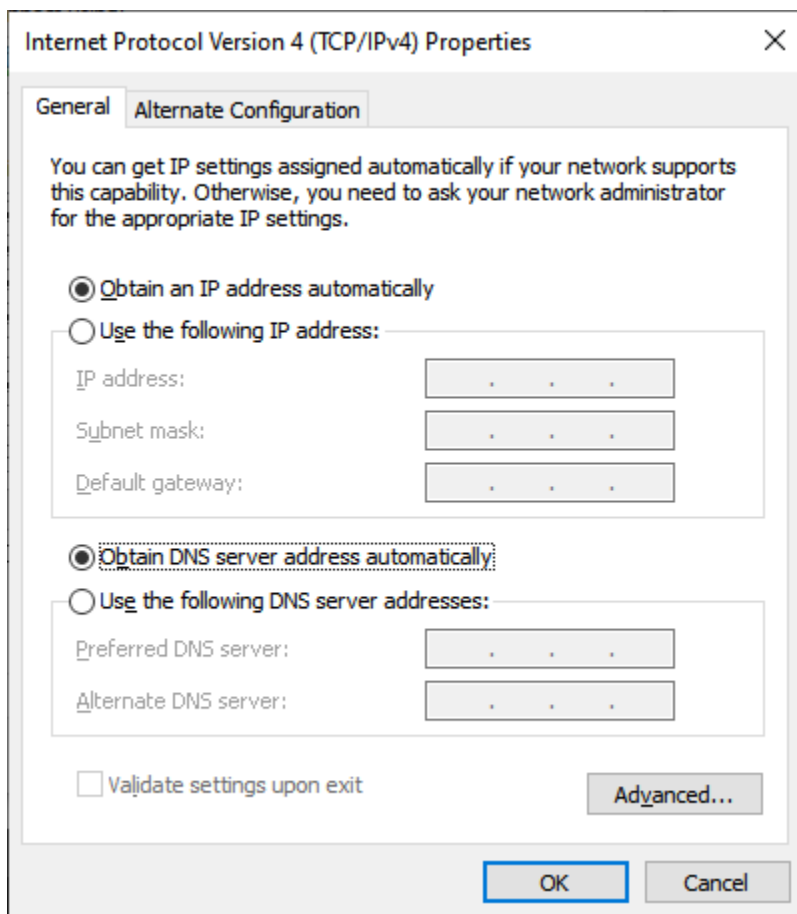 Internet Protocol Version 4 (TCP/IPv4) Properties
General
Alternate Configuration
You can get IP settings assigned automatically if your network supports
this capability. Otherwise, you need to ask your network administrator
for the appropriate IP settings.
Obtain an IP address automatically
Use the following IP address:
IP address:
Subnet mask:
Default gateway:
Obtain DNS server address automatically
Use the following DNS server addresses:
Preferred DNS server:
Alternate DNS server:
Validate settings upon exit
Advanced...
OK
Cancel